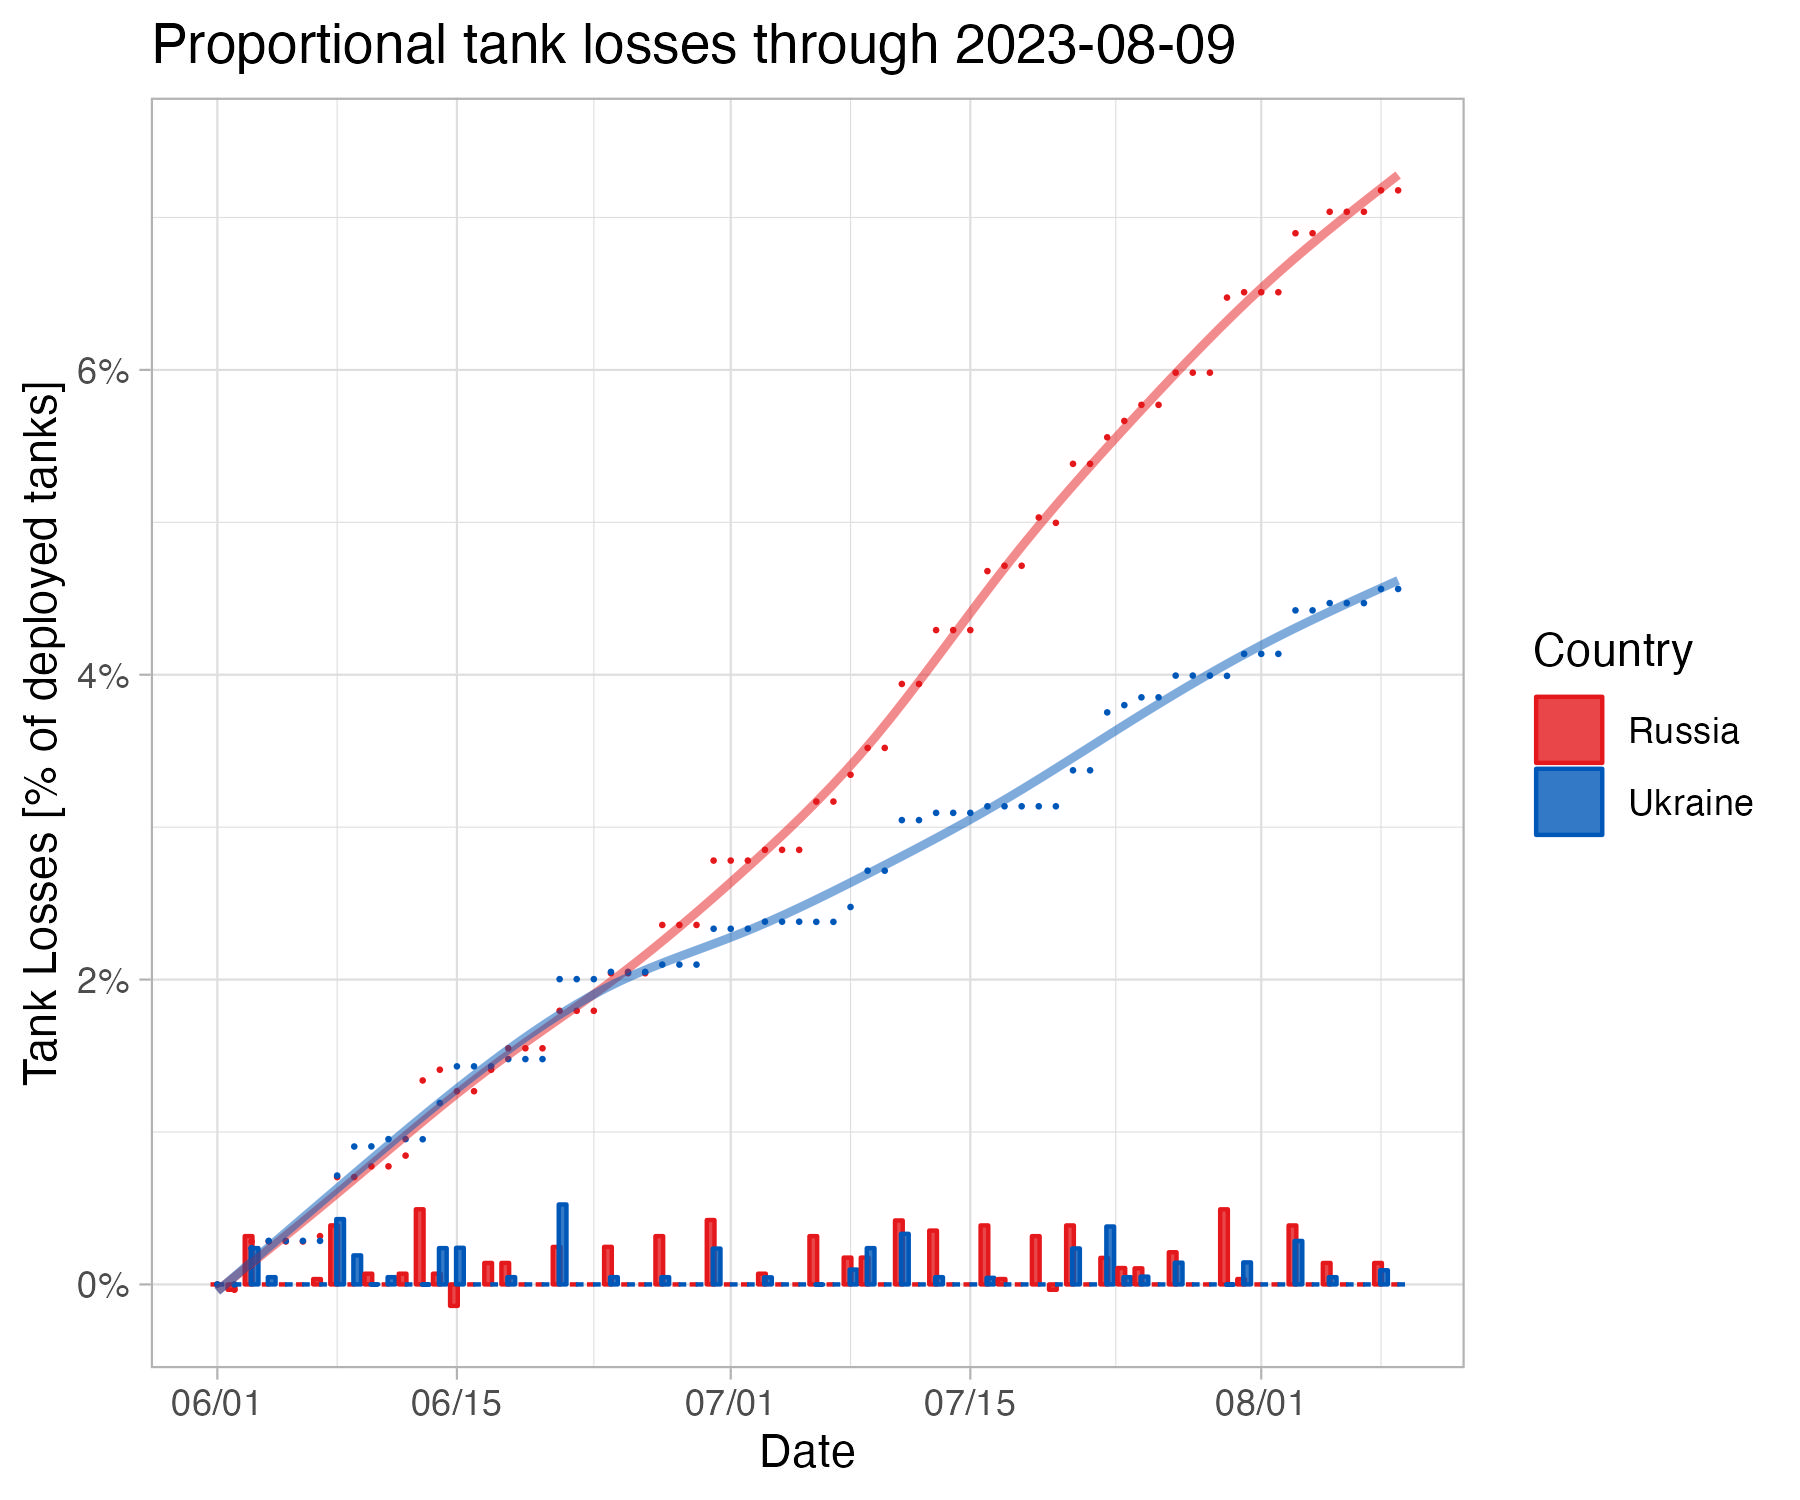 Proportional tank losses through 2023-08-09
Tank Losses [% of deployed tanks]
6%
4%
2%
0%
06/01
06/15
07/01
07/15
08/01
Date
Country
Russia
Ukraine